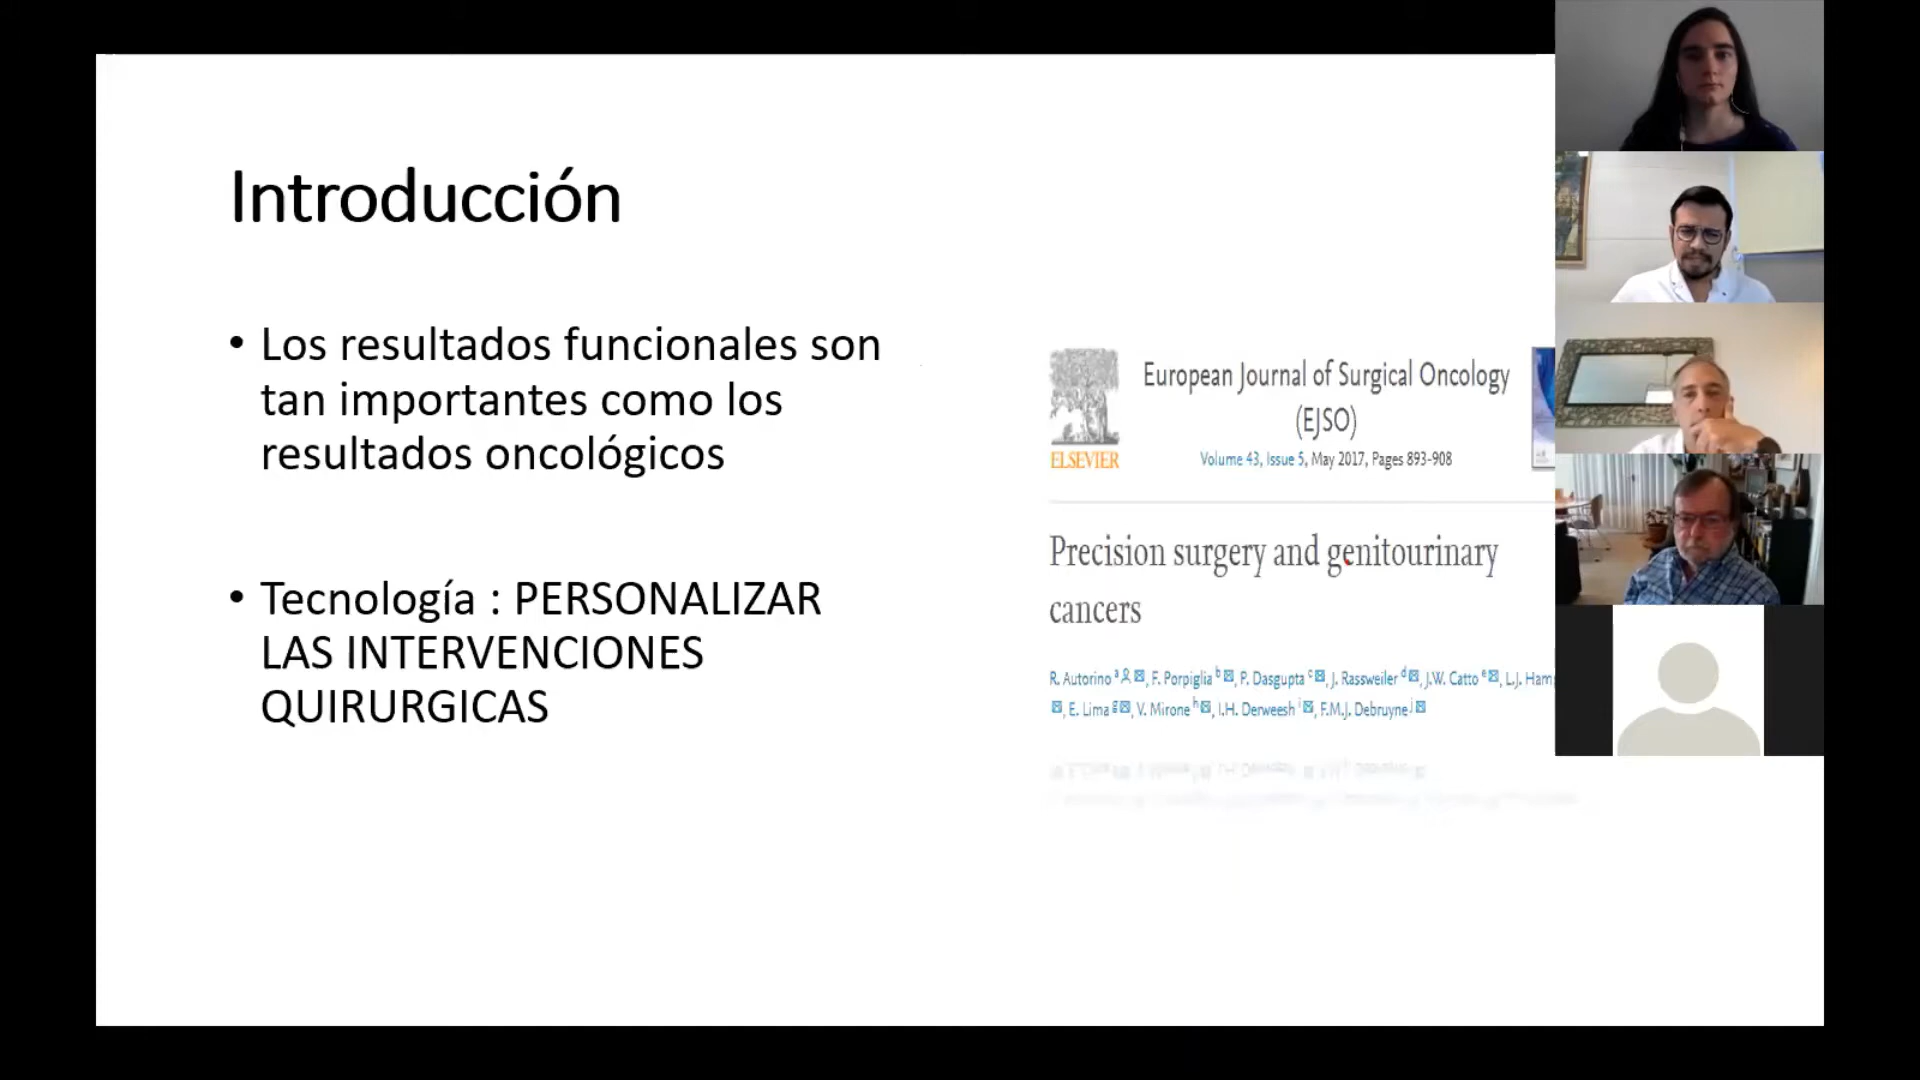 Introducción
• Los resultados funcionales son
tan importantes como los
resultados oncológicos
• Tecnología : PERSONALIZAR
LAS INTERVENCIONES
QUIRURGICAS
ELSEVIER
European Journal of Surgical Oncology
(EJSO)
Volume 43, Issue 5, May 2017, Pages 893-908
Precision surgery and genitourinary
cancers
R. Autorino a, F. Porpiglia b, P. Dasgupta c, J. Rassweiler d, J.W. Catto e, L.J.
, E. Lima g, V. Mirone h, I.H. Derweesh i, F.M.J. Debruyne j